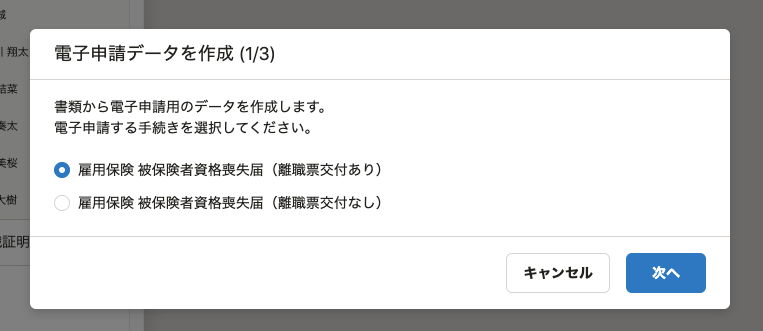 翔太
電子申請データを作成 (1/3)
結菜
書類から電子申請用のデータを作成します。
奏太
電子申請する手続きを選択してください。
美桜
雇用保険 被保険者資格喪失届（離職票交付あり）
大樹
雇用保険 被保険者資格喪失届（離職票交付なし）
証明
キャンセル
次へ